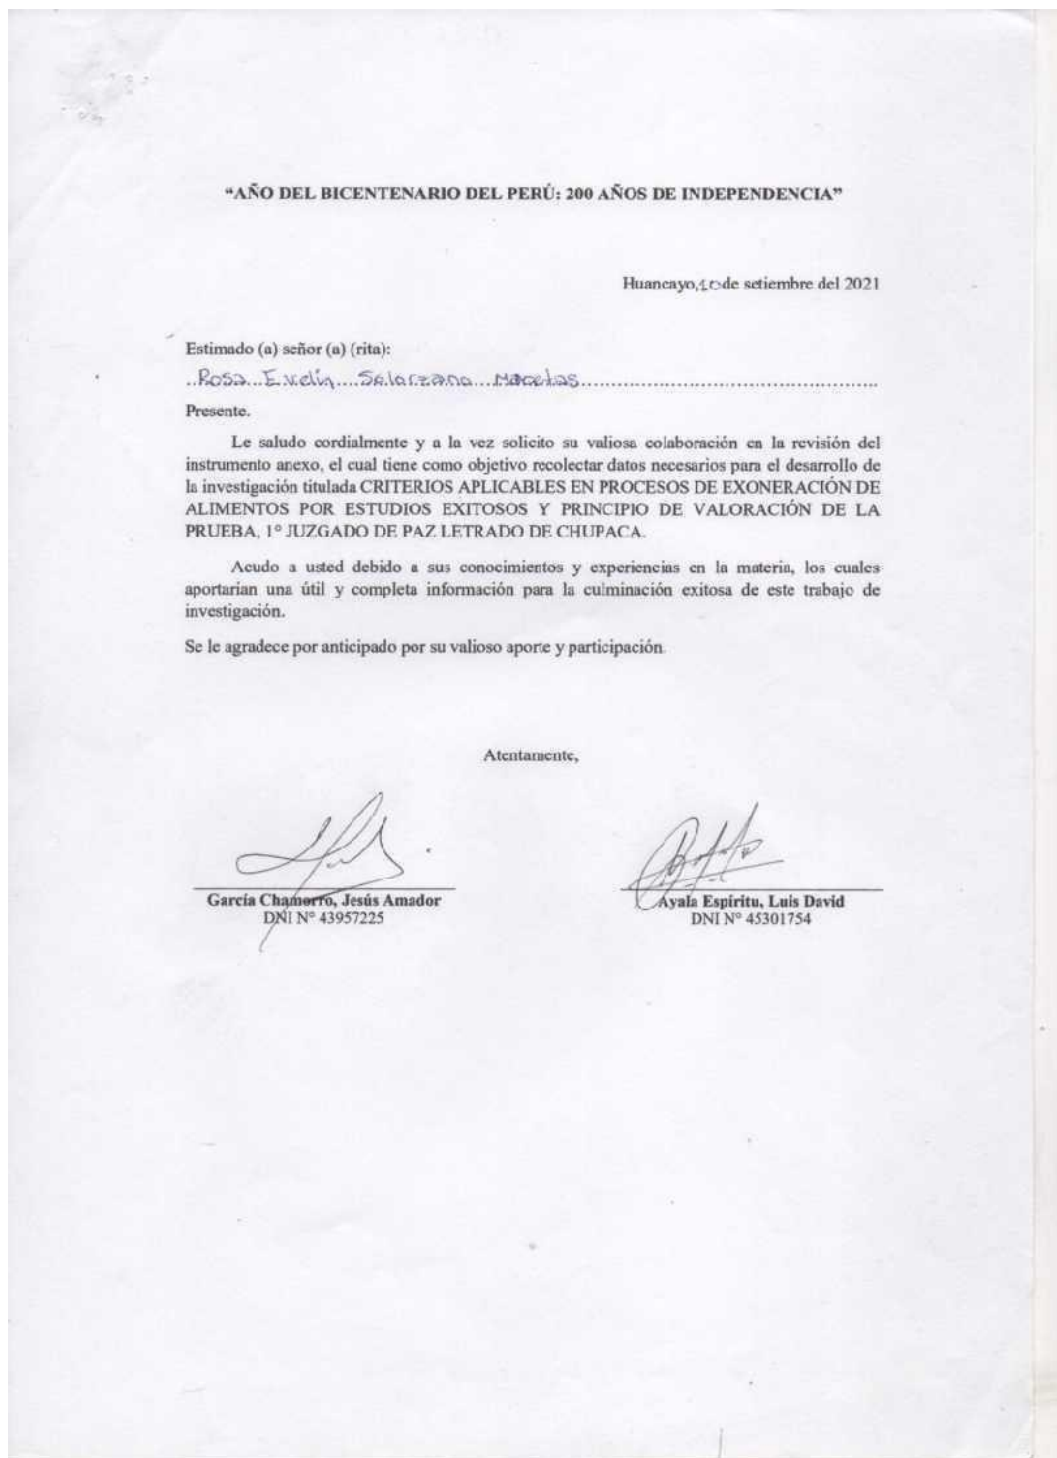 “AÑO DEL BICENTENARIO DEL PERÚ: 200 AÑOS DE INDEPENDENCIA”
Huancayo, 10 de setiembre del 2021
Estimado (a) señor (a) (rita):
..Rosa...Evelin....Solorzano...Macetas..........................................................
Presente.
Le saludo cordialmente y a la vez solicito su valiosa colaboración en la revisión del
instrumento anexo, el cual tiene como objetivo recolectar datos necesarios para el desarrollo de
la investigación titulada CRITERIOS APLICABLES EN PROCESOS DE EXONERACIÓN DE
ALIMENTOS POR ESTUDIOS EXITOSOS Y PRINCIPIO DE VALORACIÓN DE LA
PRUEBA, 1° JUZGADO DE PAZ LETRADO DE CHUPACA.
Acudo a usted debido a sus conocimientos y experiencias en la materia, los cuales
aportarian una útil y completa información para la culminación exitosa de este trabajo de
investigación.
Se le agradece por anticipado por su valioso aporte y participación.
Atentamente,
García Chamorro, Jesús Amador
DNI N° 43957225
Ayala Espiritu, Luis David
DNI N° 45301754